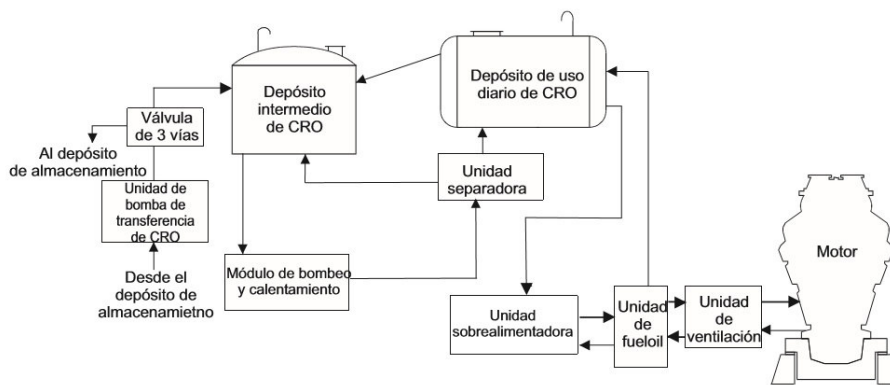 Depósito
intermedio
de CRO
Depósito de uso
diario de CRO
Válvula
de 3 vías
Al depósito
de almacenamiento
Unidad de
bomba de
transferencia
de CRO
Unidad
separadora
Desde el
depósito de
almacenamietno
Módulo de bombeo
y calentamiento
Unidad
sobrealimentadora
Unidad
de
fueloil
Unidad
de
ventilación
Motor